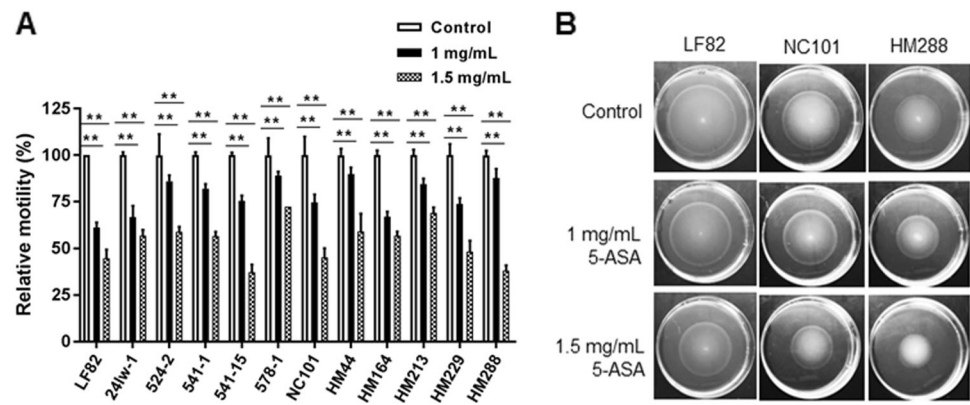 A
Control
1 mg/mL
1.5 mg/mL
Relative motility (%)
125
100
75
50
25
0
** ** ** ** ** ** ** ** ** ** ** **
** ** ** ** ** ** ** ** ** ** ** **
LF82 24lw-1 524-2 541-1 541-15 578-1 NC101 HM44 HM164 HM213 HM229 HM288
B
LF82 NC101 HM288
Control
1 mg/mL
5-ASA
1.5 mg/mL
5-ASA